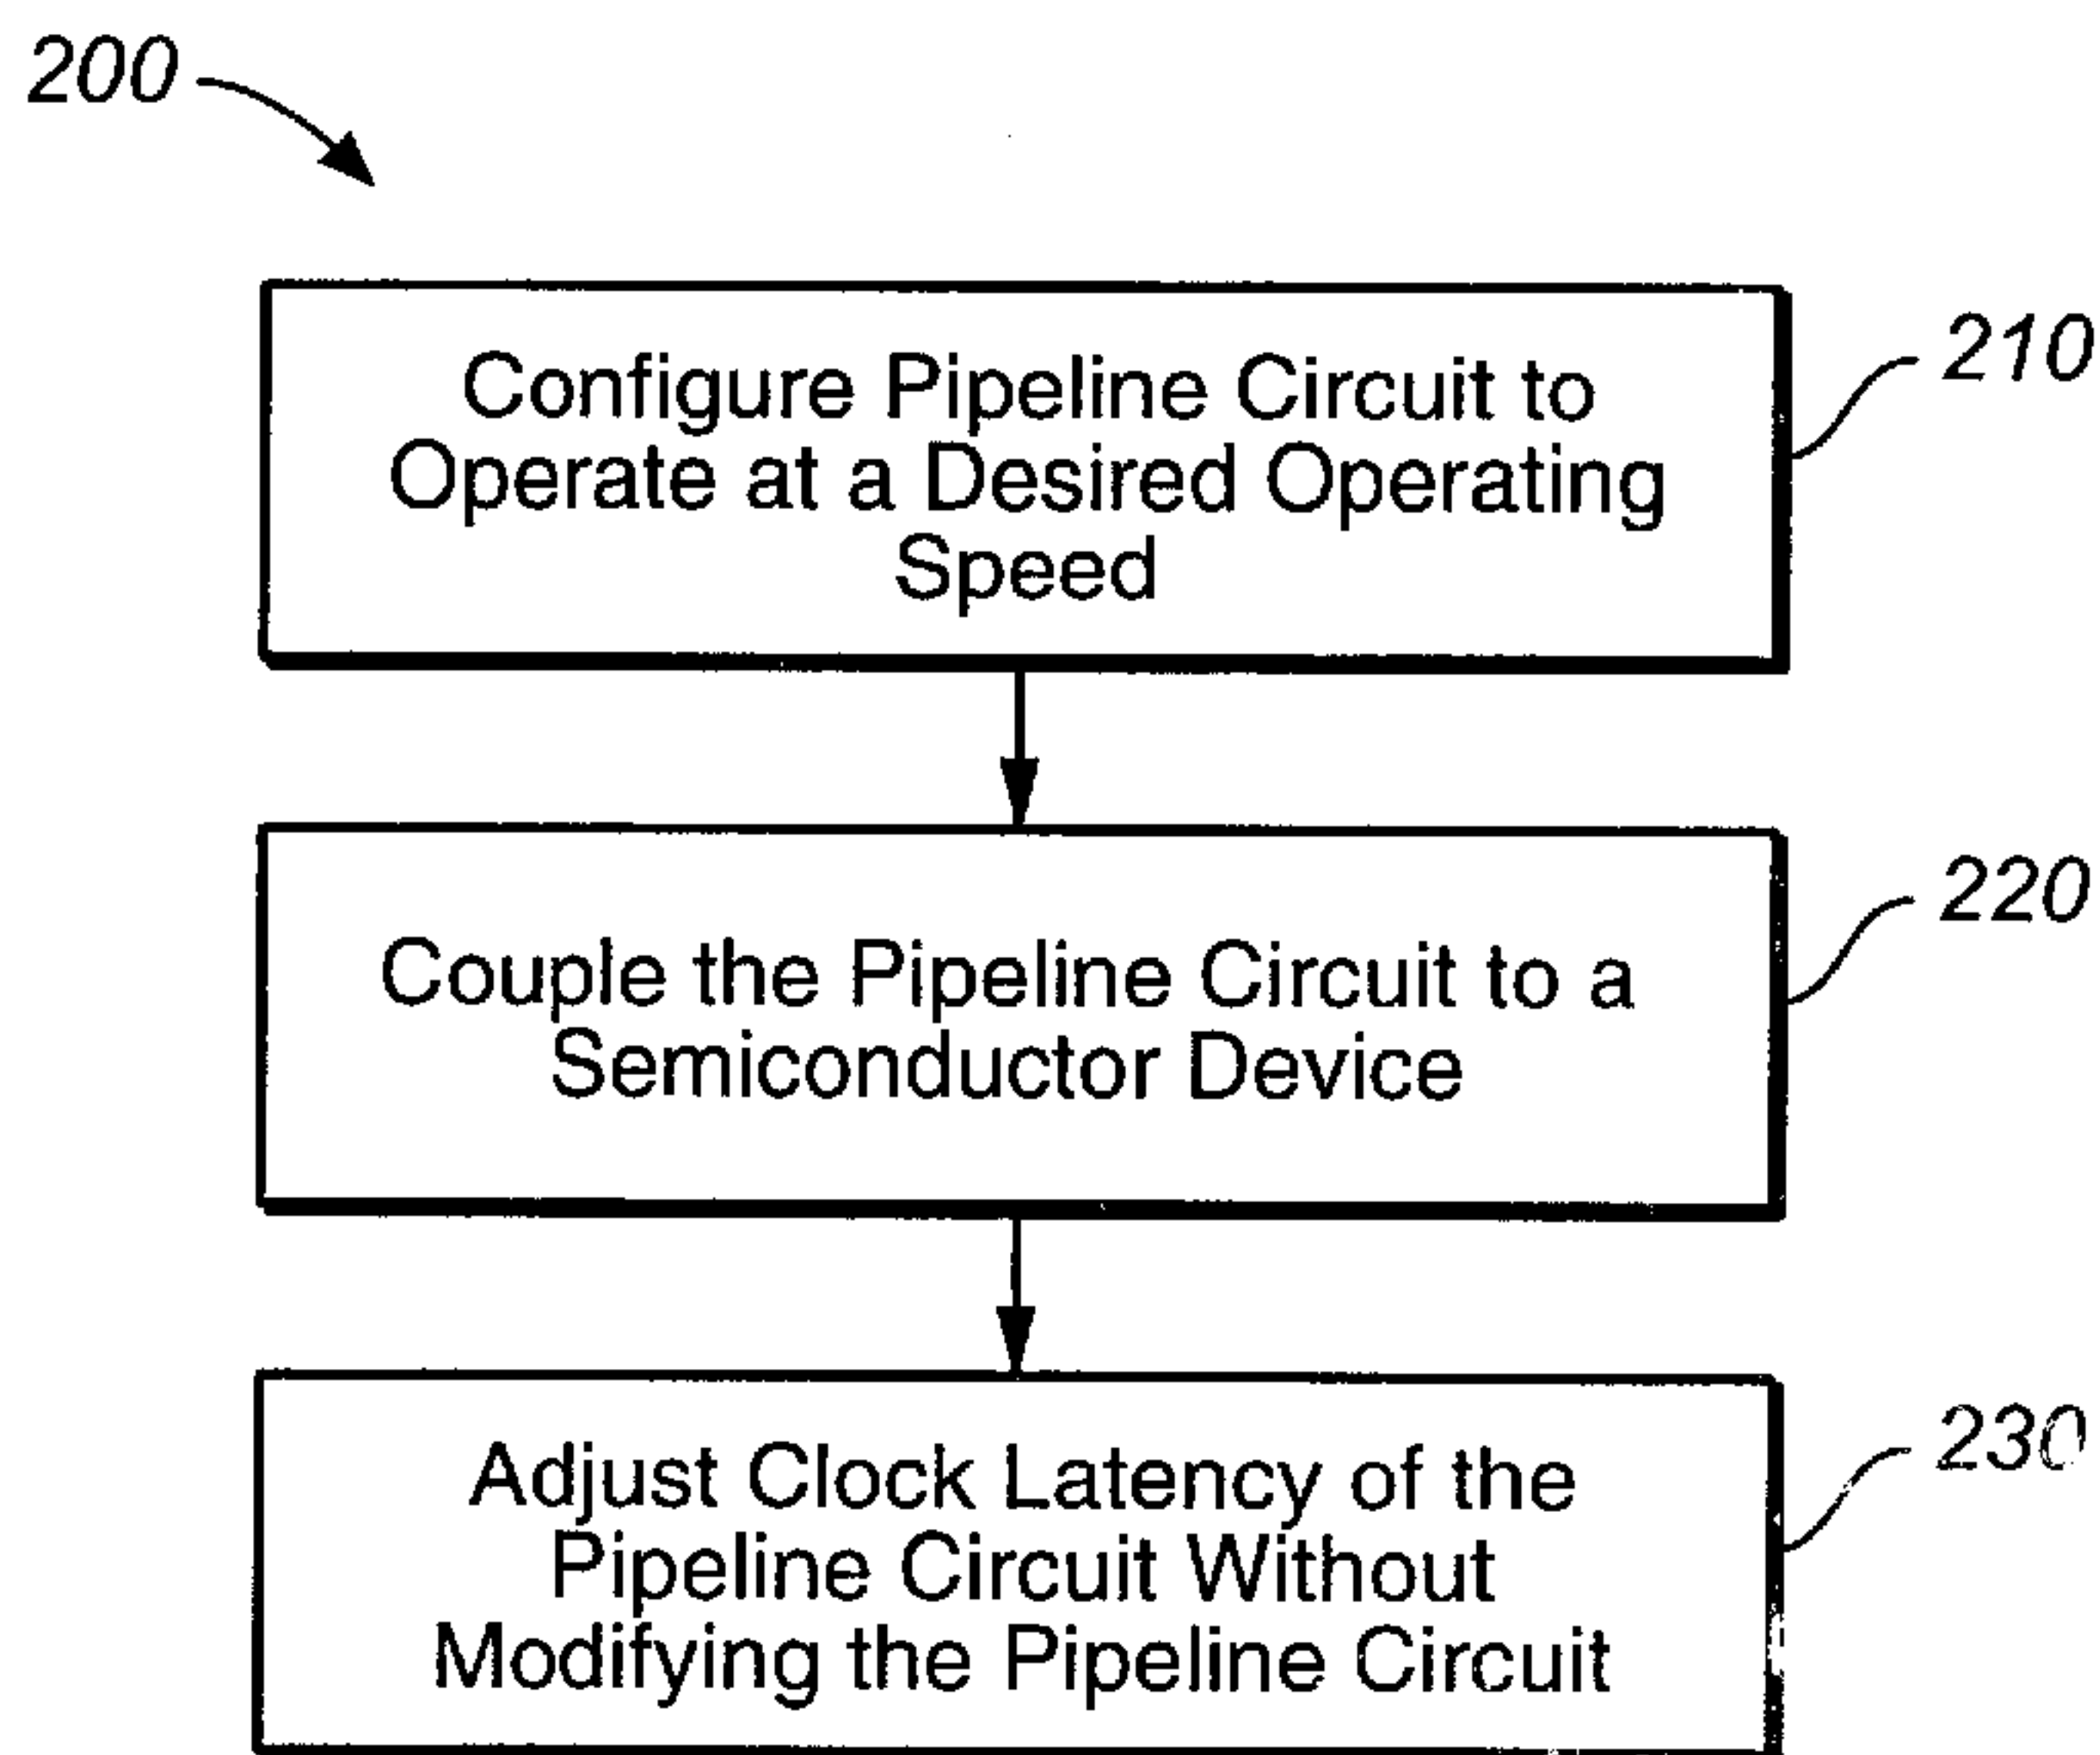 200
Configure Pipeline Circuit to
Operate at a Desired Operating
Speed
210
Couple the Pipeline Circuit to a
Semiconductor Device
220
Adjust Clock Latency of the
Pipeline Circuit Without
Modifying the Pipeline Circuit
230